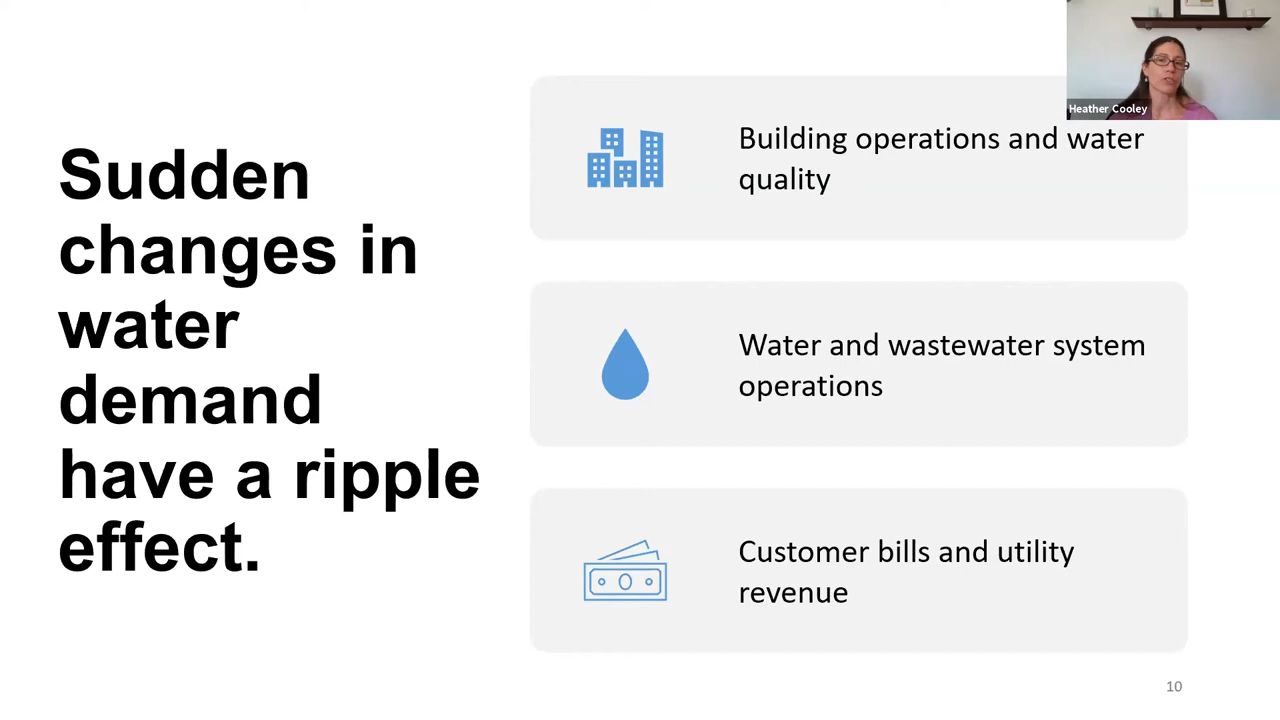 Sudden
changes in
water
demand
have a ripple
effect.
Building operations and water
quality
Water and wastewater system
operations
Customer bills and utility
revenue
Heather Cooley
10